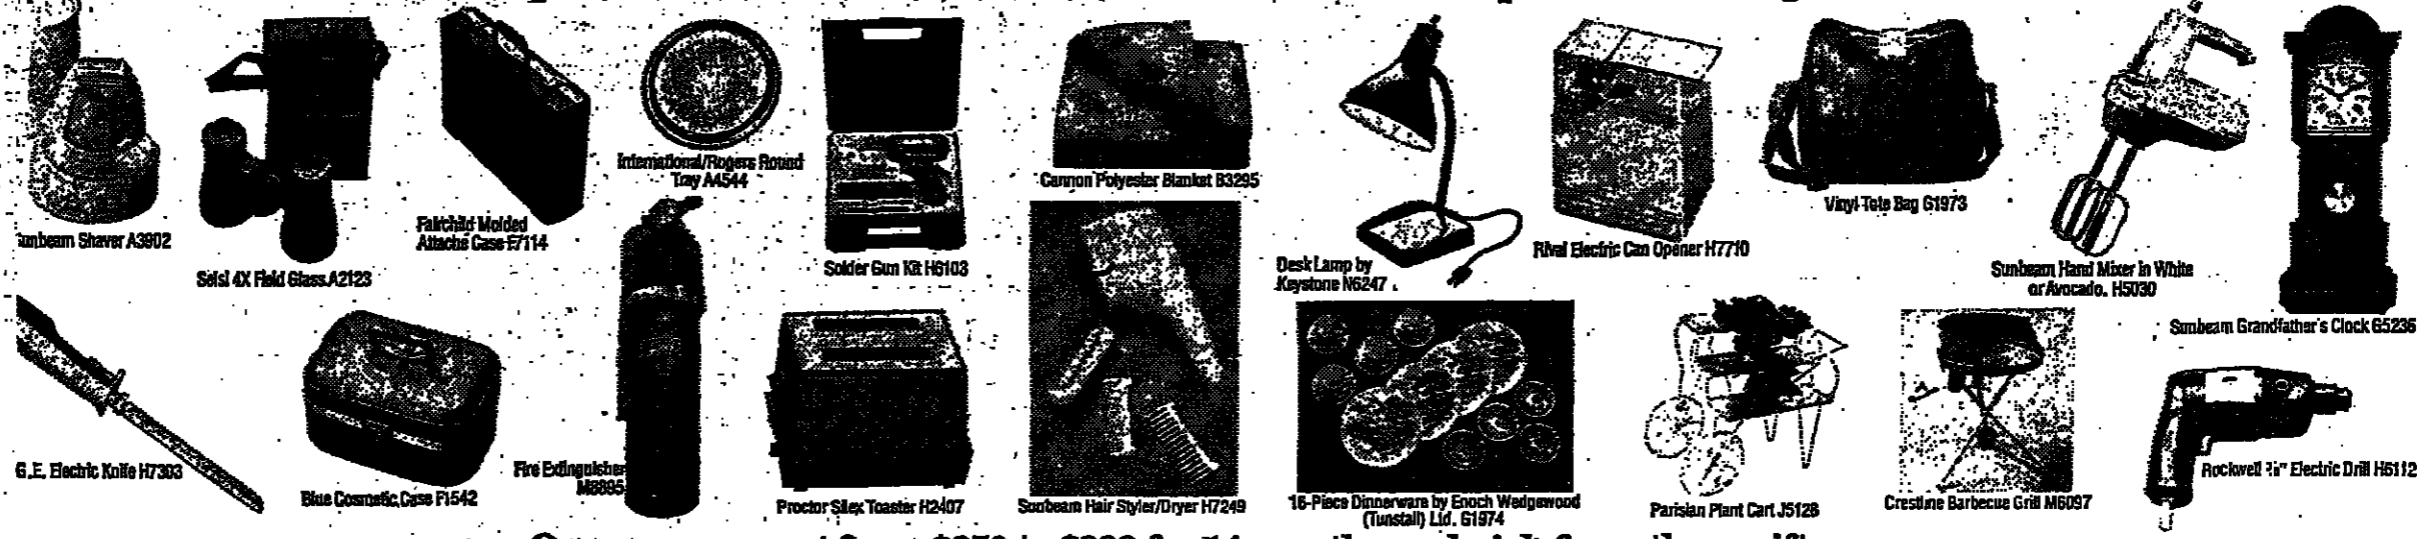 Sunbeam Shaver A3902
Selsi 4X Field Glass A2123
Fairchild Molded
Attache Case F7114
International/Rogers Round
Tray A4544
Solder Gun Kit H6103
Cannon Polyester Blanket B3295
Desk Lamp by
Keystone N6247
Rival Electric Can Opener H7710
Vinyl Tote Bag G1973
Sunbeam Hand Mixer in White
or Avocado. H5030
Sunbeam Grandfather's Clock G5236
G.E. Electric Knife H7303
Blue Cosmetic Case F1542
Fire Extinguisher
M8895
Proctor Silex Toaster H2407
Sunbeam Hair Styler/Dryer H7249
16-Piece Dinnerware by Enoch Wedgewood
(Tunstall) Ltd. G1974
Parisian Plant Cart J5128
Crestline Barbecue Grill M6097
Rockwell Electric Drill H6112